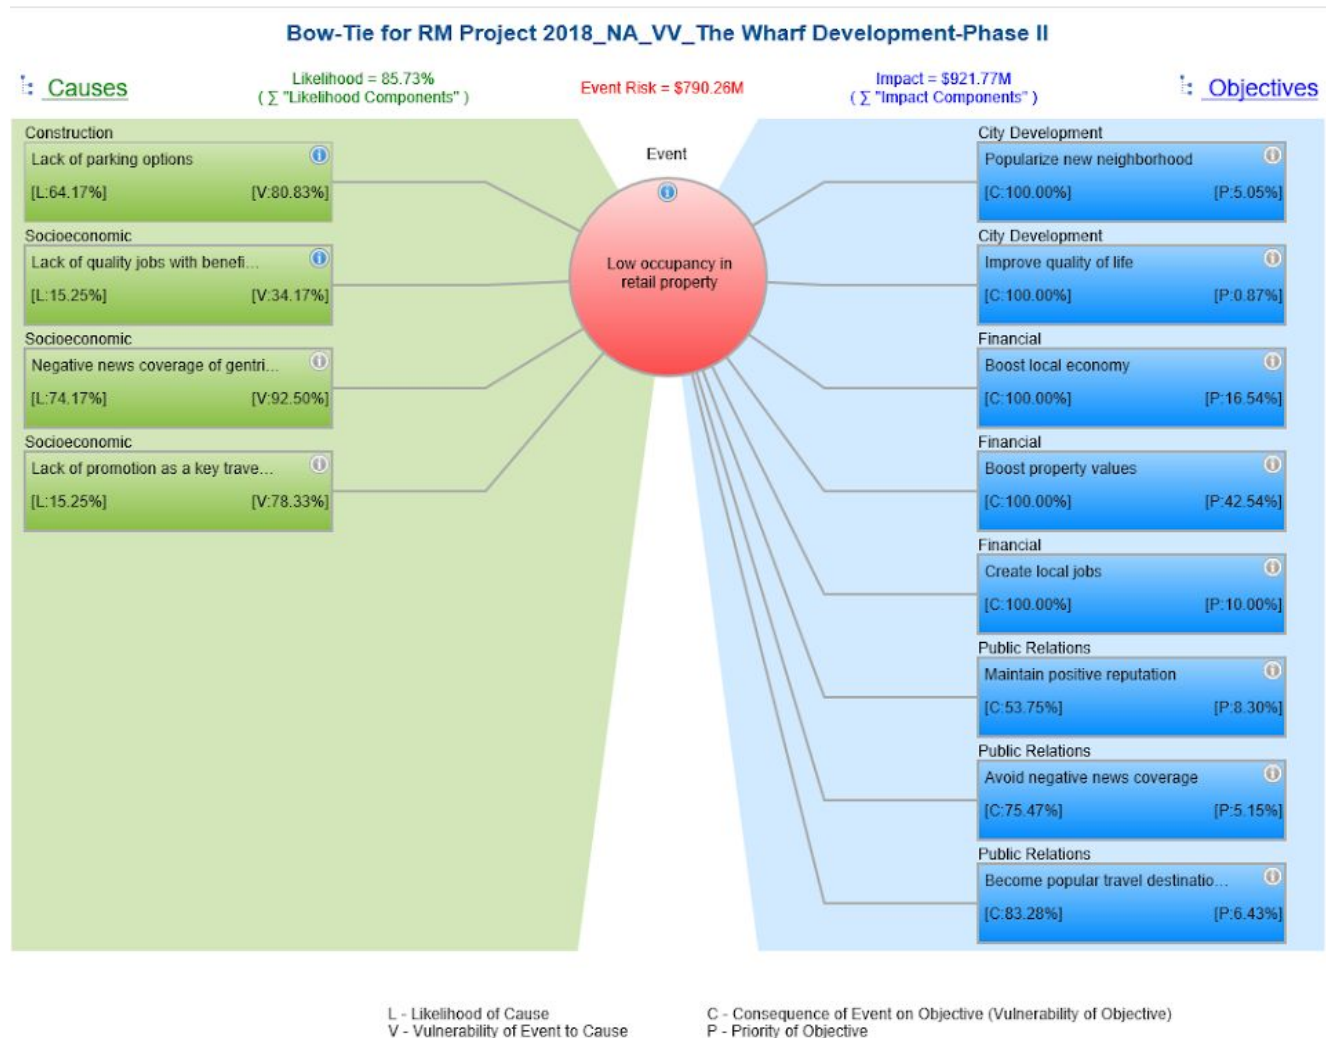 Bow-Tie for RM Project 2018_NA_VV_The Wharf Development-Phase II
Causes
Likelihood = 85.73%
( ∑ "Likelihood Components" )
Event Risk = $790.26M
Impact = $921.77M
( ∑ "Impact Components" )
Objectives
Construction
Lack of parking options
[L:64.17%] [V:80.83%]
Socioeconomic
Lack of quality jobs with benefi...
[L:15.25%] [V:34.17%]
Socioeconomic
Negative news coverage of gentri...
[L:74.17%] [V:92.50%]
Socioeconomic
Lack of promotion as a key trave...
[L:15.25%] [V:78.33%]
Event
Low occupancy in
retail property
City Development
Popularize new neighborhood
[C:100.00%] [P:5.05%]
City Development
Improve quality of life
[C:100.00%] [P:0.87%]
Financial
Boost local economy
[C:100.00%] [P:16.54%]
Financial
Boost property values
[C:100.00%] [P:42.54%]
Financial
Create local jobs
[C:100.00%] [P:10.00%]
Public Relations
Maintain positive reputation
[C:53.75%] [P:8.30%]
Public Relations
Avoid negative news coverage
[C:75.47%] [P:5.15%]
Public Relations
Become popular travel destinatio...
[C:83.28%] [P:6.43%]
L - Likelihood of Cause
V - Vulnerability of Event to Cause
C - Consequence of Event on Objective (Vulnerability of Objective)
P - Priority of Objective